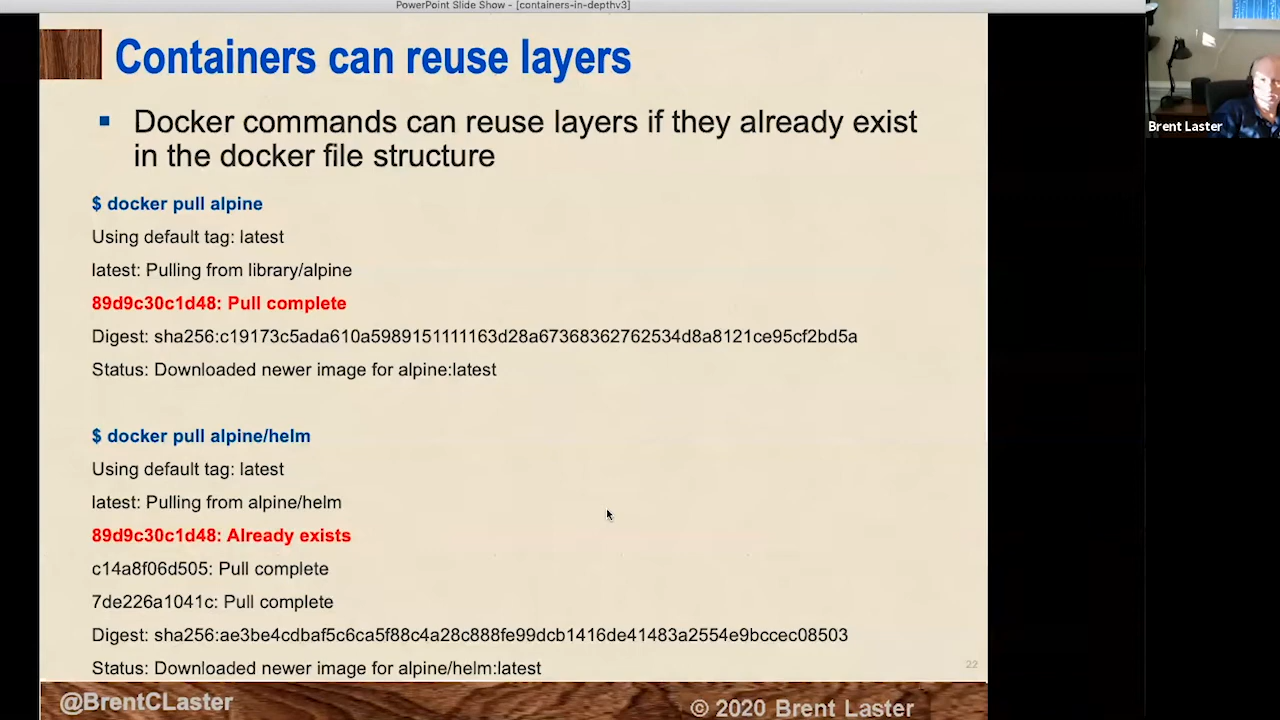 PowerPoint Slide Show - [containers-in-depthv3]
Containers can reuse layers
Docker commands can reuse layers if they already exist
in the docker file structure
$ docker pull alpine
Using default tag: latest
latest: Pulling from library/alpine
89d9c30c1d48: Pull complete
Digest: sha256:c19173c5ada610a5989151111163d28a67368362762534d8a8121ce95cf2bd5a
Status: Downloaded newer image for alpine:latest
$ docker pull alpine/helm
Using default tag: latest
latest: Pulling from alpine/helm
89d9c30c1d48: Already exists
c14a8f06d505: Pull complete
7de226a1041c: Pull complete
Digest: sha256:ae3be4cdbaf5c6ca5f88c4a28c888fe99dcb1416de41483a2554e9bccec08503
Status: Downloaded newer image for alpine/helm:latest
22
@BrentCLaster
© 2020 Brent Laster
Brent Laster